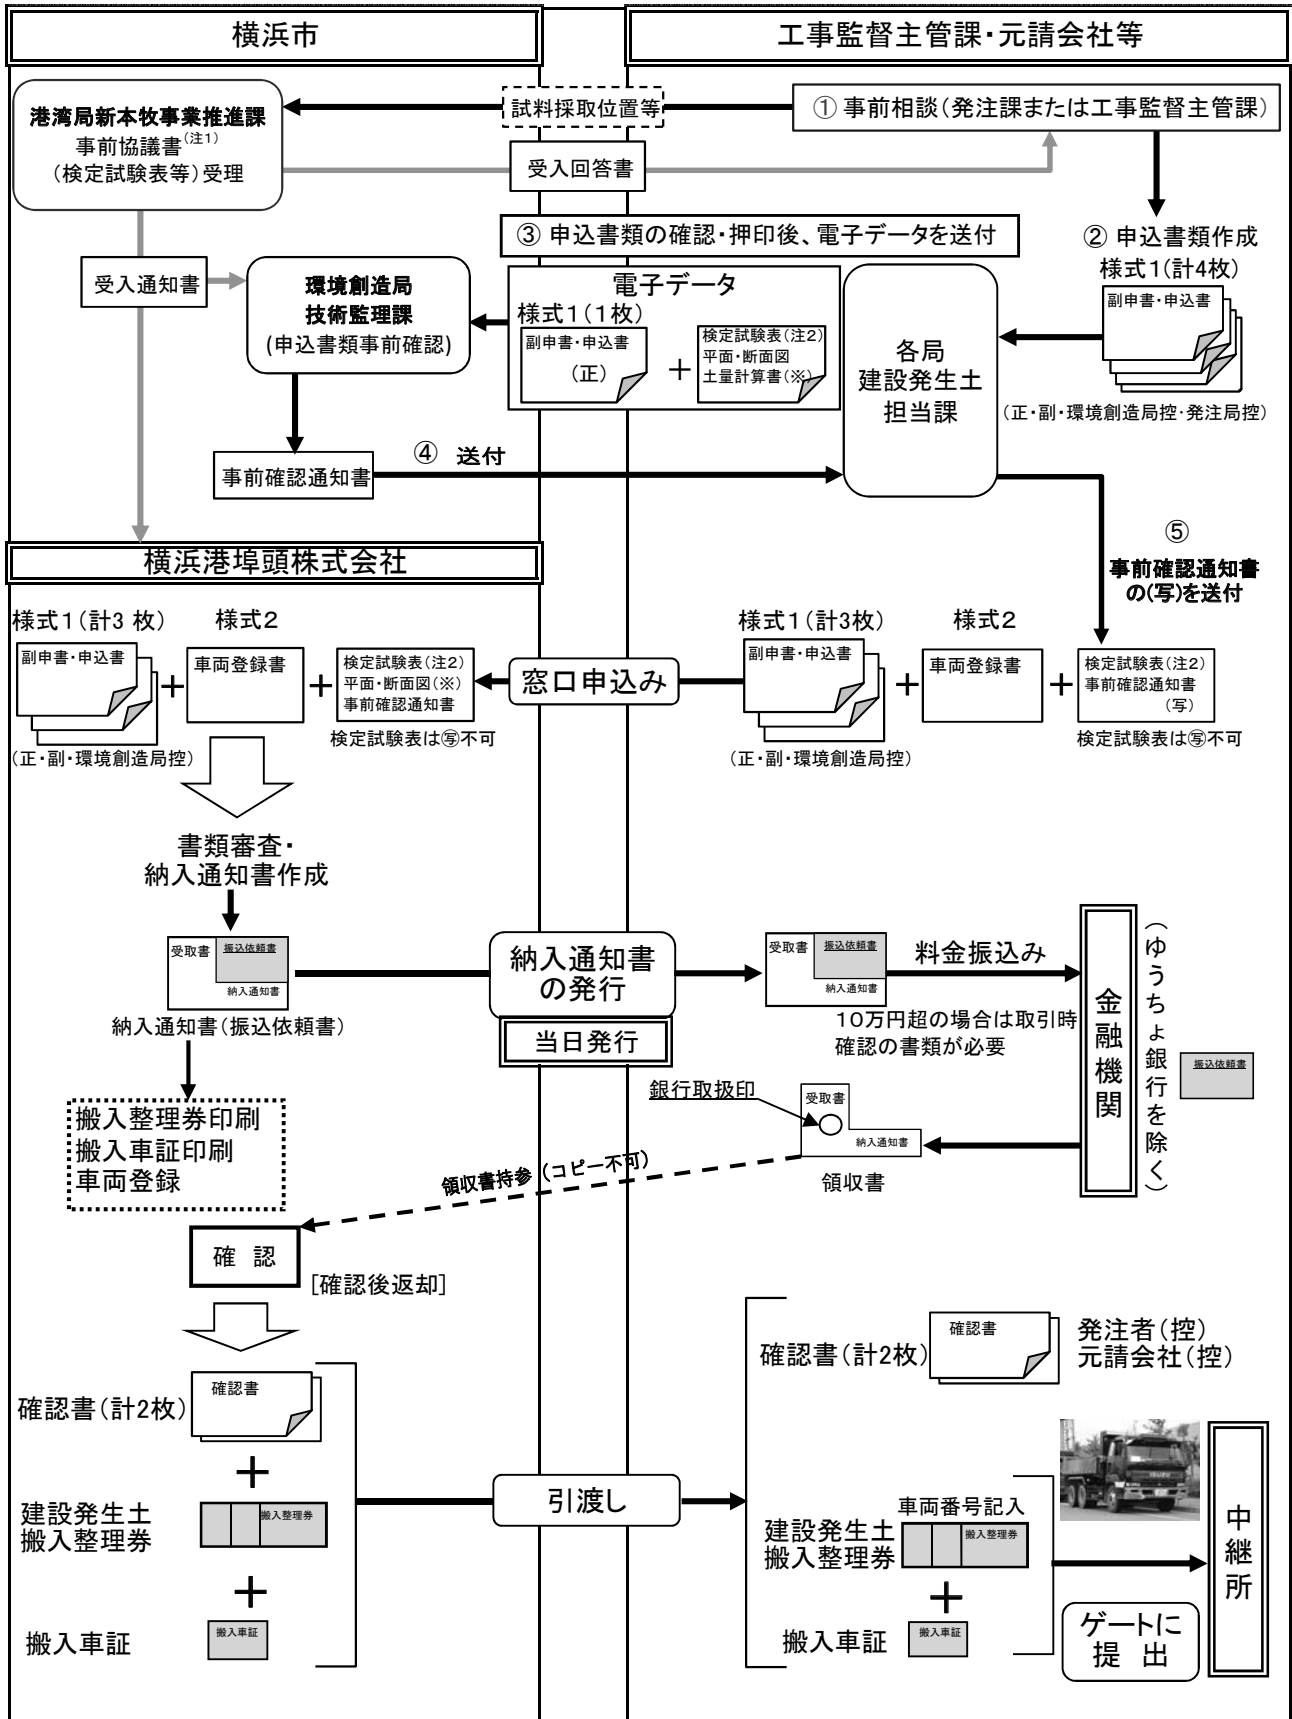 横浜市
工事監督主管課・元請会社等
港湾局新本牧事業推進課
事前協議書(注1)
(検定試験表等)受理
試料採取位置等
① 事前相談(発注課または工事監督主管課)
受入回答書
③ 申込書類の確認・押印後、電子データを送付
② 申込書類作成
様式1(計4枚)
副申書・申込書
(正・副・環境創造局控・発注局控)
受入通知書
環境創造局
技術監理課
(申込書類事前確認)
電子データ
様式1(1枚)
副申書・申込書
(正)
+
検定試験表(注2)
平面・断面図
土量計算書(※)
各局
建設発生土
担当課
④ 送付
事前確認通知書
⑤
事前確認通知書
の(写)を送付
横浜港埠頭株式会社
様式1(計3 枚)
副申書・申込書
(正・副・環境創造局控)
+
様式2
車両登録書
+
検定試験表(注2)
平面・断面図(※)
事前確認通知書
検定試験表は㊢不可
窓口申込み
様式1(計3枚)
副申書・申込書
(正・副・環境創造局控)
+
様式2
車両登録書
+
検定試験表(注2)
事前確認通知書
(写)
検定試験表は㊢不可
書類審査・
納入通知書作成
受取書
振込依頼書
納入通知書
納入通知書(振込依頼書)
納入通知書
の発行
当日発行
受取書
振込依頼書
納入通知書
料金振込み
10万円超の場合は取引時
確認の書類が必要
金融機関
(ゆうちょ銀行を除く)
振込依頼書
銀行取扱印
受取書
納入通知書
領収書
領収書持参(コピー不可)
搬入整理券印刷
搬入車証印刷
車両登録
確 認
[確認後返却]
確認書(計2枚)
確認書
+
建設発生土
搬入整理券
搬入整理券
+
搬入車証
搬入車証
引渡し
確認書(計2枚)
確認書
発注者(控)
元請会社(控)
車両番号記入
建設発生土
搬入整理券
搬入整理券
+
搬入車証
搬入車証
ゲートに
提 出
中継所